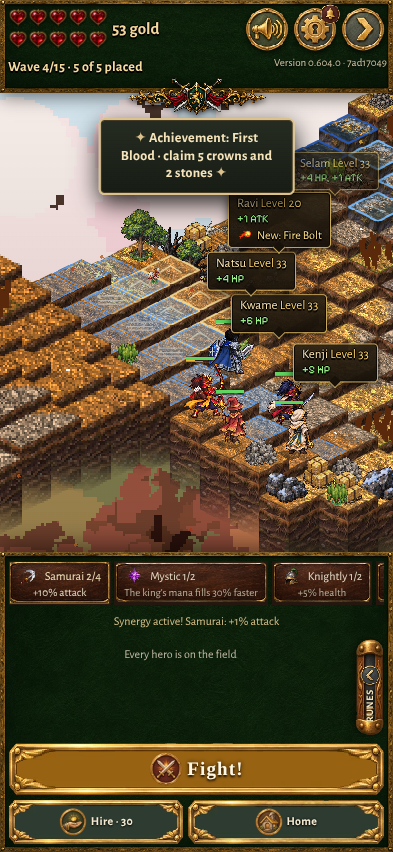 53 gold
Wave 4/15 · 5 of 5 placed
Version 0.604.0 · 7ad17049
✦ Achievement: First
Blood · claim 5 crowns and
2 stones ✦
Selam Level 33
+4 HP, +1 ATK
Ravi Level 20
+1 ATK
New: Fire Bolt
Natsu Level 33
+4 HP
Kwame Level 33
+6 HP
Kenji Level 33
+8 HP
Samurai 2/4
+10% attack
Mystic 1/2
The king's mana fills 30% faster
Knightly 1/2
+5% health
Synergy active! Samurai: +1% attack
Every hero is on the field
RUNES
Fight!
Hire · 30
Home